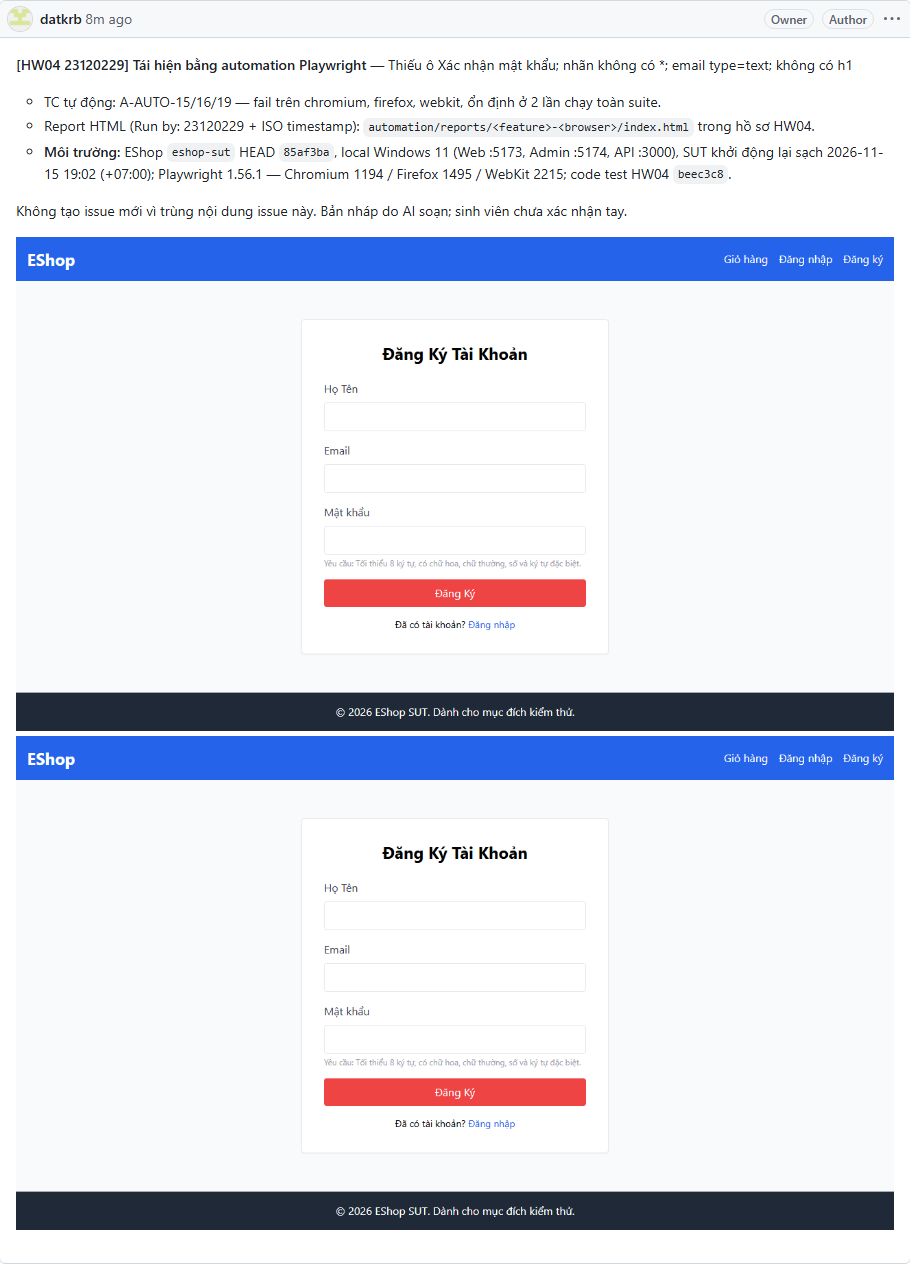 datkrb 8m ago
Owner
Author
[HW04 23120229] Tái hiện bằng automation Playwright — Thiếu ô Xác nhận mật khẩu; nhãn không có *; email type=text; không có h1
TC tự động: A-AUTO-15/16/19 — fail trên chromium, firefox, webkit, ổn định ở 2 lần chạy toàn suite.
Report HTML (Run by: 23120229 + ISO timestamp): automation/reports/<feature>-<browser>/index.html trong hồ sơ HW04.
Môi trường: EShop eshop-sut HEAD 85af3ba, local Windows 11 (Web :5173, Admin :5174, API :3000), SUT khởi động lại sạch 2026-11-
15 19:02 (+07:00); Playwright 1.56.1 — Chromium 1194 / Firefox 1495 / WebKit 2215; code test HW04 beec3c8.
Không tạo issue mới vì trùng nội dung issue này. Bản nháp do AI soạn; sinh viên chưa xác nhận tay.
EShop
Giỏ hàng Đăng nhập Đăng ký
Đăng Ký Tài Khoản
Họ Tên
Email
Mật khẩu
Yêu cầu: Tối thiểu 8 ký tự, có chữ hoa, chữ thường, số và ký tự đặc biệt.
Đăng Ký
Đã có tài khoản? Đăng nhập
© 2026 EShop SUT. Dành cho mục đích kiểm thử.
EShop
Giỏ hàng Đăng nhập Đăng ký
Đăng Ký Tài Khoản
Họ Tên
Email
Mật khẩu
Yêu cầu: Tối thiểu 8 ký tự, có chữ hoa, chữ thường, số và ký tự đặc biệt.
Đăng Ký
Đã có tài khoản? Đăng nhập
© 2026 EShop SUT. Dành cho mục đích kiểm thử.